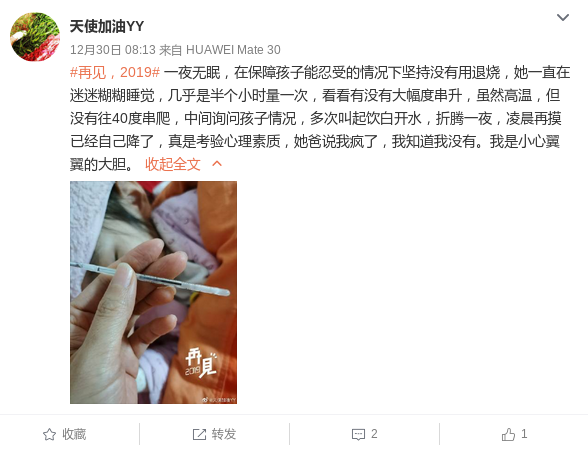 天使加油YY
12月30日 08:13 来自 HUAWEI Mate 30
#再见，2019# 一夜无眠，在保障孩子能忍受的情况下坚持没有用退烧，她一直在
迷迷糊糊睡觉，几乎是半个小时量一次，看看有没有大幅度串升，虽然高温，但
没有往40度串爬，中间询问孩子情况，多次叫起饮白开水，折腾一夜，凌晨再摸
已经自己降了，真是考验心理素质，她爸说我疯了，我知道我没有。我是小心翼
翼的大胆。 收起全文
再
2019 見
收藏 转发 2 1